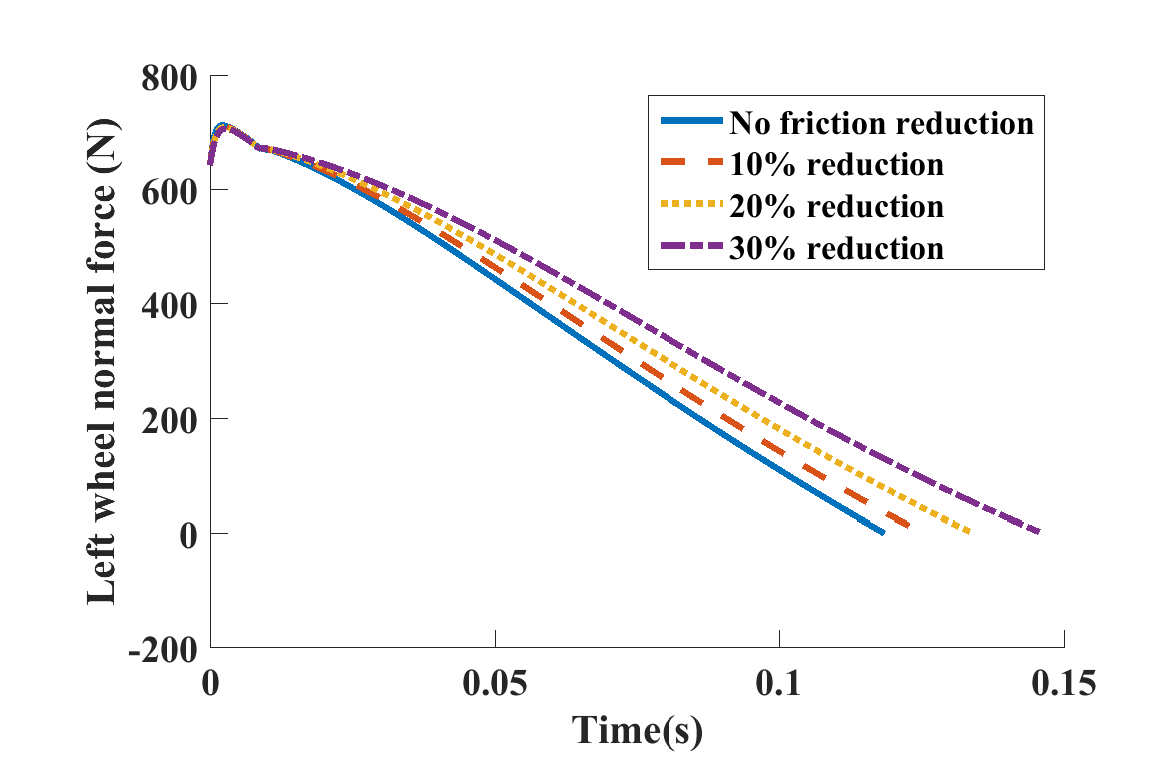 800
600
400
200
0
-200
0
0.05
0.1
0.15
Time(s)
Left wheel normal force (N)
No friction reduction
10% reduction
20% reduction
30% reduction